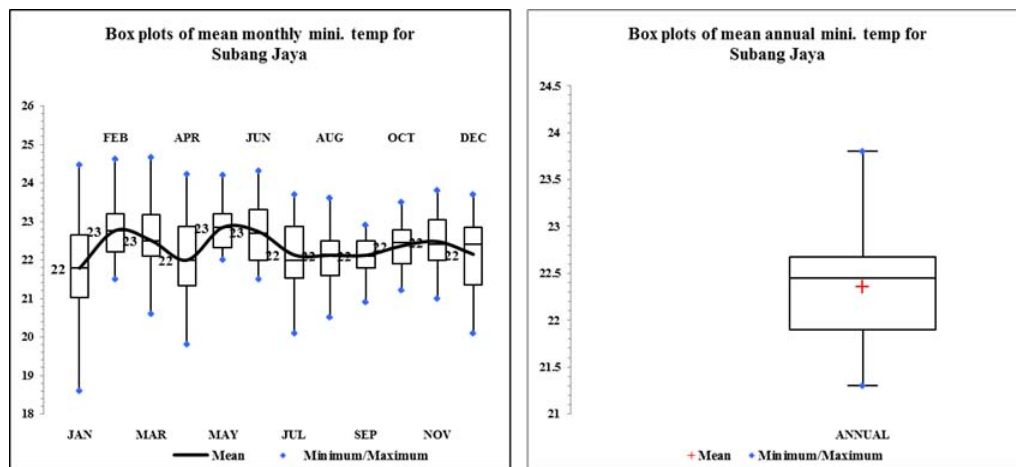 Box plots of mean monthly mini. temp for
Subang Jaya
26
25
24
23
22
21
20
19
18
FEB APR JUN AUG OCT DEC
22 23 23 22 23 23 22 22 22 22 22 22
JAN MAR MAY JUL SEP NOV
Mean Minimum/Maximum
Box plots of mean annual mini. temp for
Subang Jaya
24.5
24
23.5
23
22.5
22
21.5
21
ANNUAL
Mean Minimum/Maximum